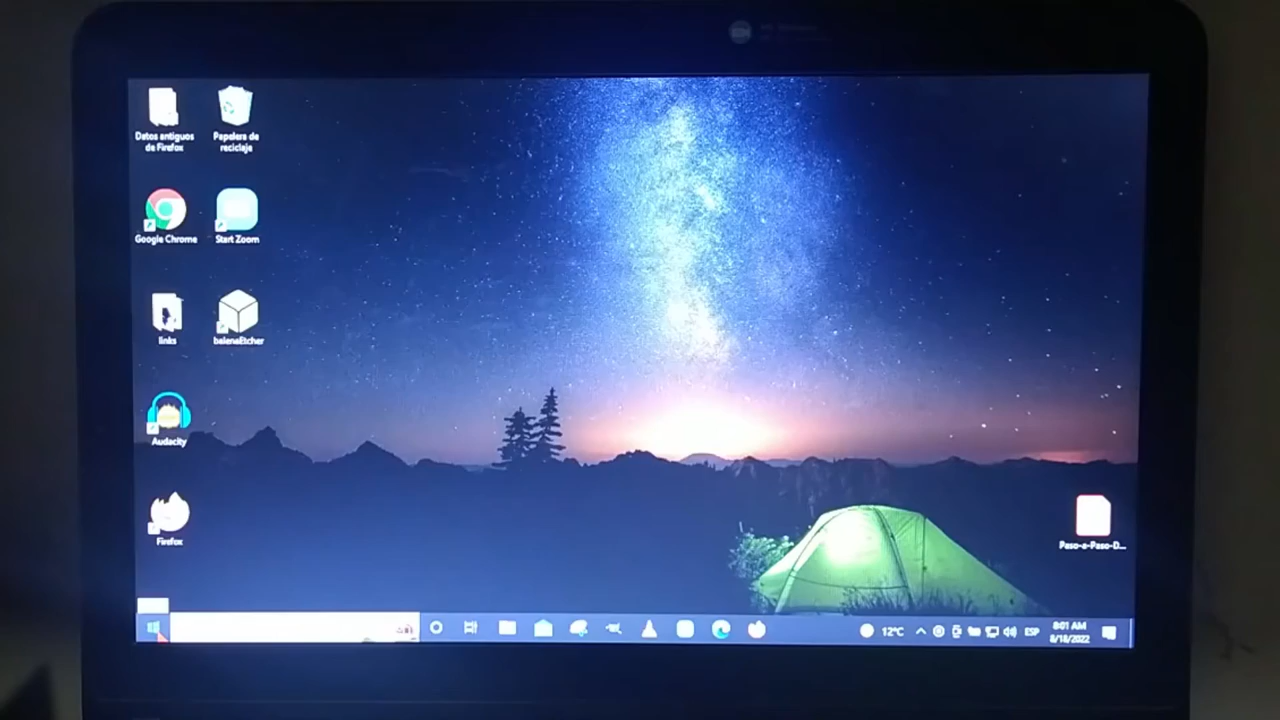 Datos antiguos
de Firefox
Papelera de
reciclaje
Google Chrome
Start Zoom
links
balenaEtcher
Audacity
Firefox
Paso-a-Paso-D...
12°C
ESP
8:01 AM
8/18/2022